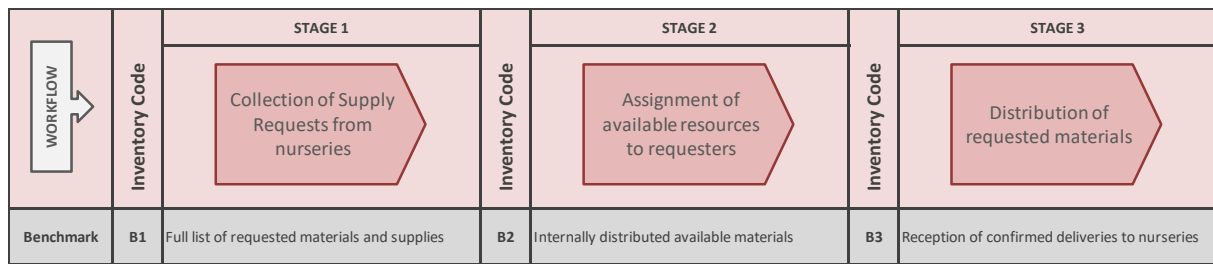 WORKFLOW
Inventory Code
STAGE 1
Collection of Supply
Requests from
nurseries
Inventory Code
STAGE 2
Assignment of
available resources
to requesters
Inventory Code
STAGE 3
Distribution of
requested materials
Benchmark
B1
Full list of requested materials and supplies
B2
Internally distributed available materials
B3
Reception of confirmed deliveries to nurseries